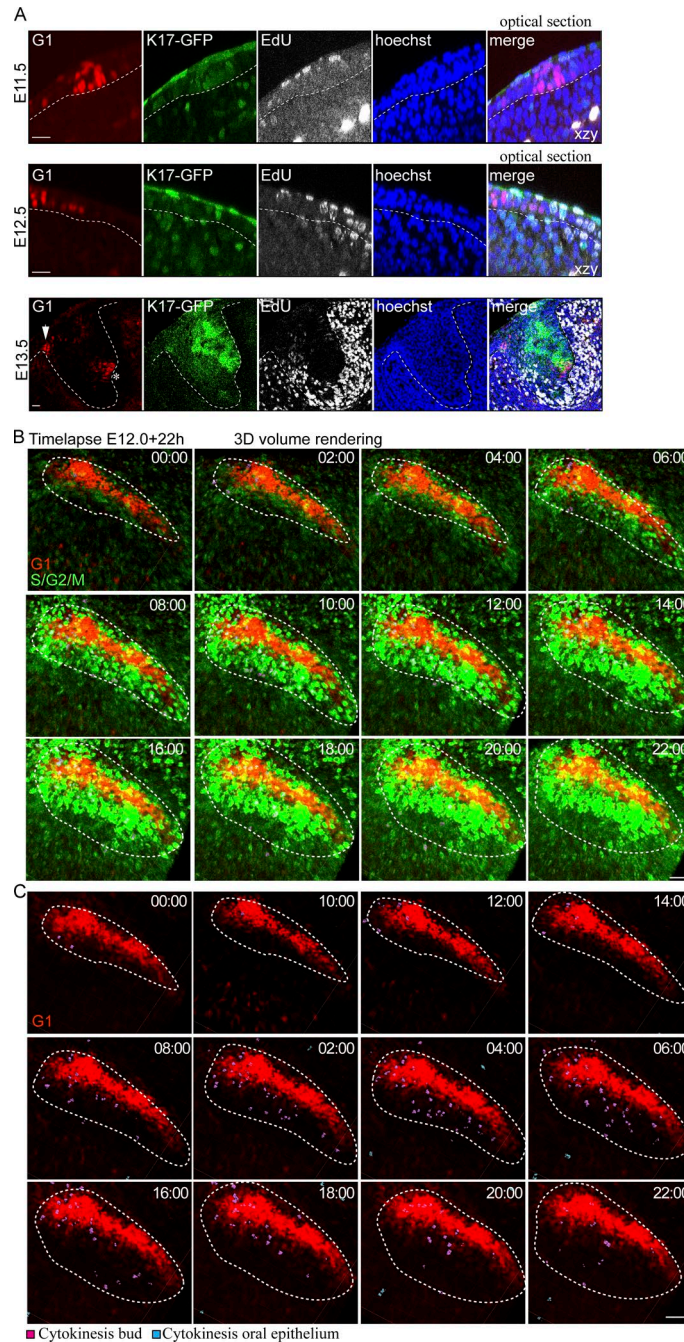 A
optical section
G1 K17-GFP EdU hoechst merge
E11.5
xzy
optical section
G1 K17-GFP EdU hoechst merge
E12.5
xzy
G1 K17-GFP EdU hoechst merge
E13.5
*
B Timelapse E12.0+22h 3D volume rendering
00:00 02:00 04:00 06:00
G1
S/G2/M
08:00 10:00 12:00 14:00
16:00 18:00 20:00 22:00
C
00:00 10:00 12:00 14:00
G1
08:00 02:00 04:00 06:00
16:00 18:00 20:00 22:00
Cytokinesis bud Cytokinesis oral epithelium